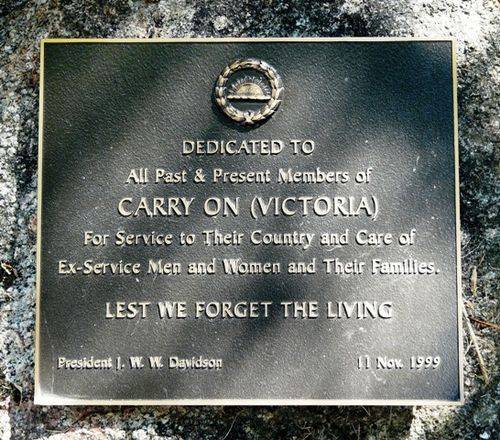 DEDICATED TO
All Past & Present Members of
CARRY ON (VICTORIA)
For Service to Their Country and Care of
Ex-Service Men and Women and Their Families.
LEST WE FORGET THE LIVING
President J. W. W. Davidson 11 Nov. 1999